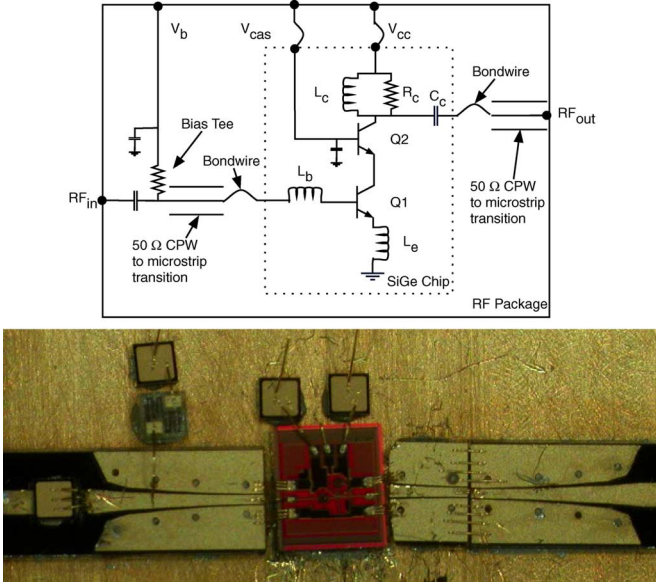 V_b
V_cas
V_cc
L_c
R_c
C_c
Bondwire
RF_out
Bias Tee
Q2
Bondwire
L_b
50 Ω CPW
to microstrip
transition
RF_in
Q1
50 Ω CPW
to microstrip
transition
L_e
SiGe Chip
RF Package